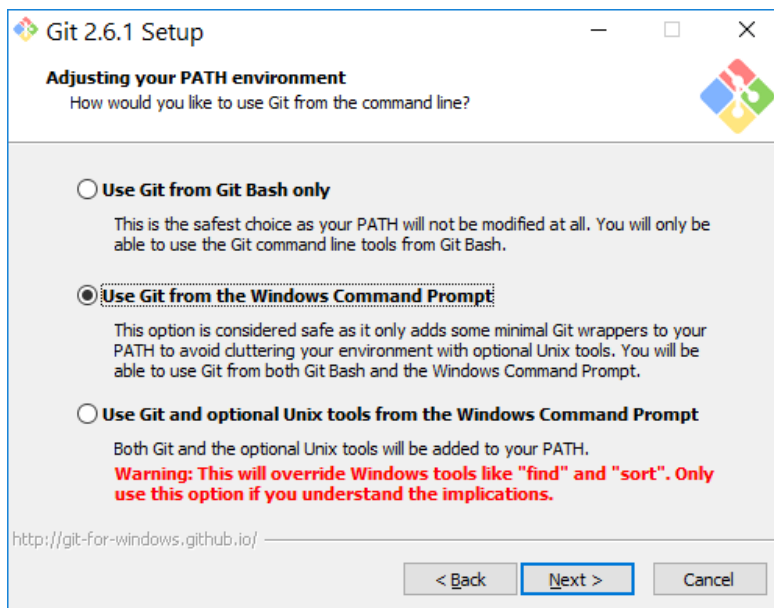 Git 2.6.1 Setup
Adjusting your PATH environment
How would you like to use Git from the command line?
Use Git from Git Bash only
This is the safest choice as your PATH will not be modified at all. You will only be
able to use the Git command line tools from Git Bash.
Use Git from the Windows Command Prompt
This option is considered safe as it only adds some minimal Git wrappers to your
PATH to avoid cluttering your environment with optional Unix tools. You will be
able to use Git from both Git Bash and the Windows Command Prompt.
Use Git and optional Unix tools from the Windows Command Prompt
Both Git and the optional Unix tools will be added to your PATH.
Warning: This will override Windows tools like "find" and "sort". Only
use this option if you understand the implications.
http://git-for-windows.github.io/
< Back Next > Cancel